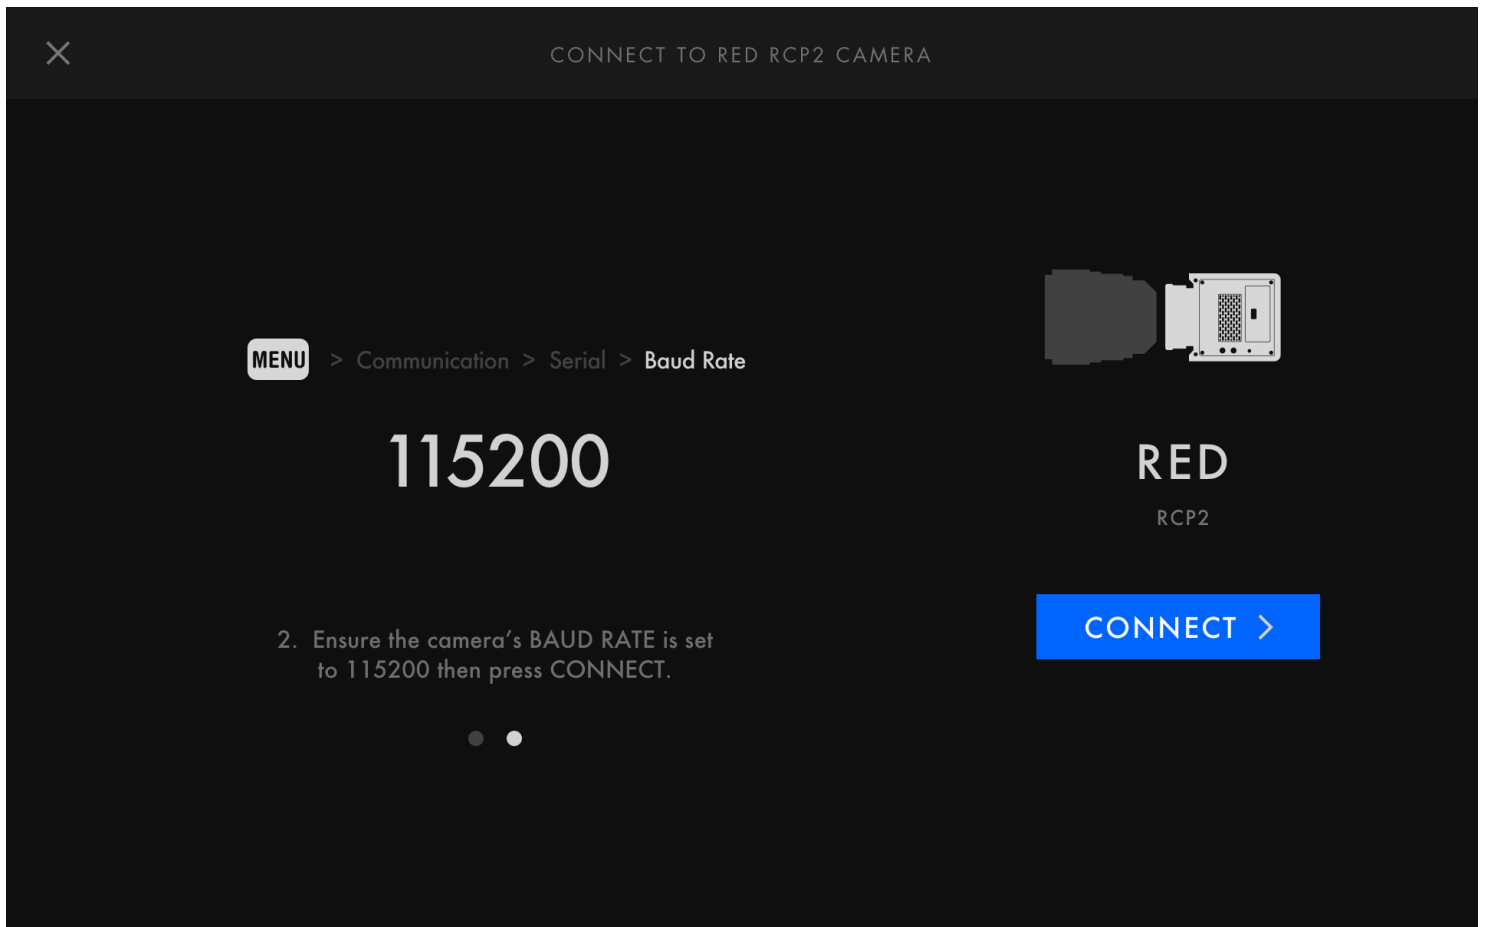 CONNECT TO RED RCP2 CAMERA
MENU > Communication > Serial > Baud Rate
115200
2. Ensure the camera’s BAUD RATE is set
to 115200 then press CONNECT.
RED
RCP2
CONNECT >